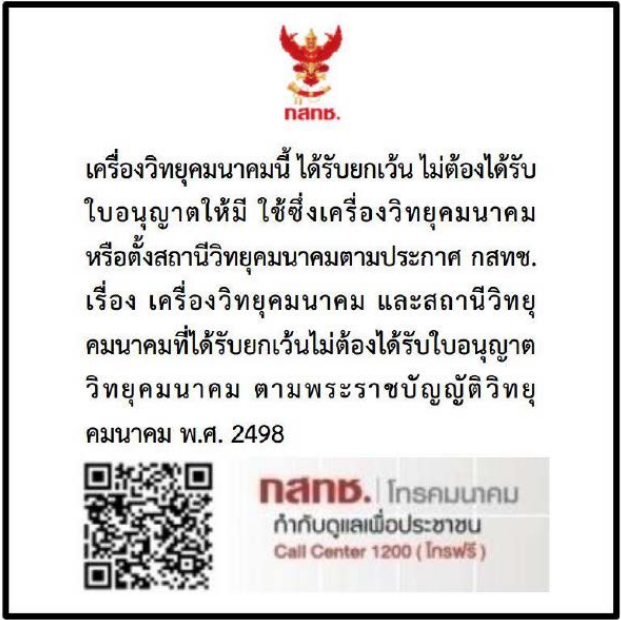 กสทช.
เครื่องวิทยุคมนาคมนี้ ได้รับยกเว้น ไม่ต้องได้รับ
ใบอนุญาตให้มี ใช้ซึ่งเครื่องวิทยุคมนาคม
หรือตั้งสถานีวิทยุคมนาคมตามประกาศ กสทช.
เรื่อง เครื่องวิทยุคมนาคม และสถานีวิทยุ
คมนาคมที่ได้รับยกเว้นไม่ต้องได้รับใบอนุญาต
วิทยุคมนาคม ตามพระราชบัญญัติวิทยุ
คมนาคม พ.ศ. 2498
กสทช. | โทรคมนาคม
กำกับดูแลเพื่อประชาชน
Call Center 1200 ( โทรฟรี )